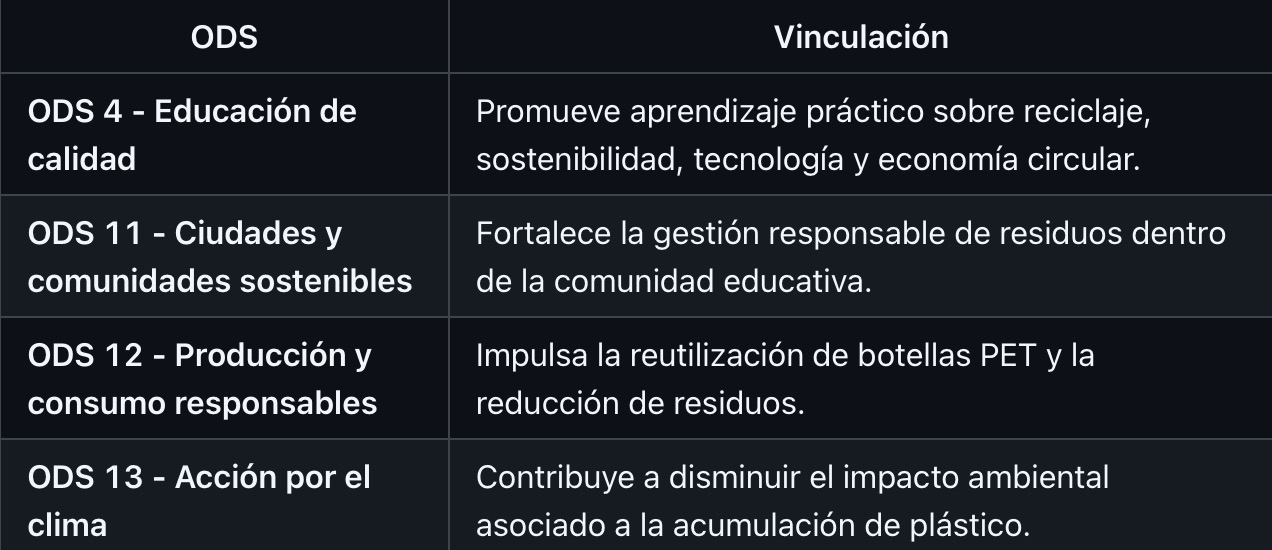 ODS
Vinculación
ODS 4 - Educación de
calidad
Promueve aprendizaje práctico sobre reciclaje,
sostenibilidad, tecnología y economía circular.
ODS 11 - Ciudades y
comunidades sostenibles
Fortalece la gestión responsable de residuos dentro
de la comunidad educativa.
ODS 12 - Producción y
consumo responsables
Impulsa la reutilización de botellas PET y la
reducción de residuos.
ODS 13 - Acción por el
clima
Contribuye a disminuir el impacto ambiental
asociado a la acumulación de plástico.